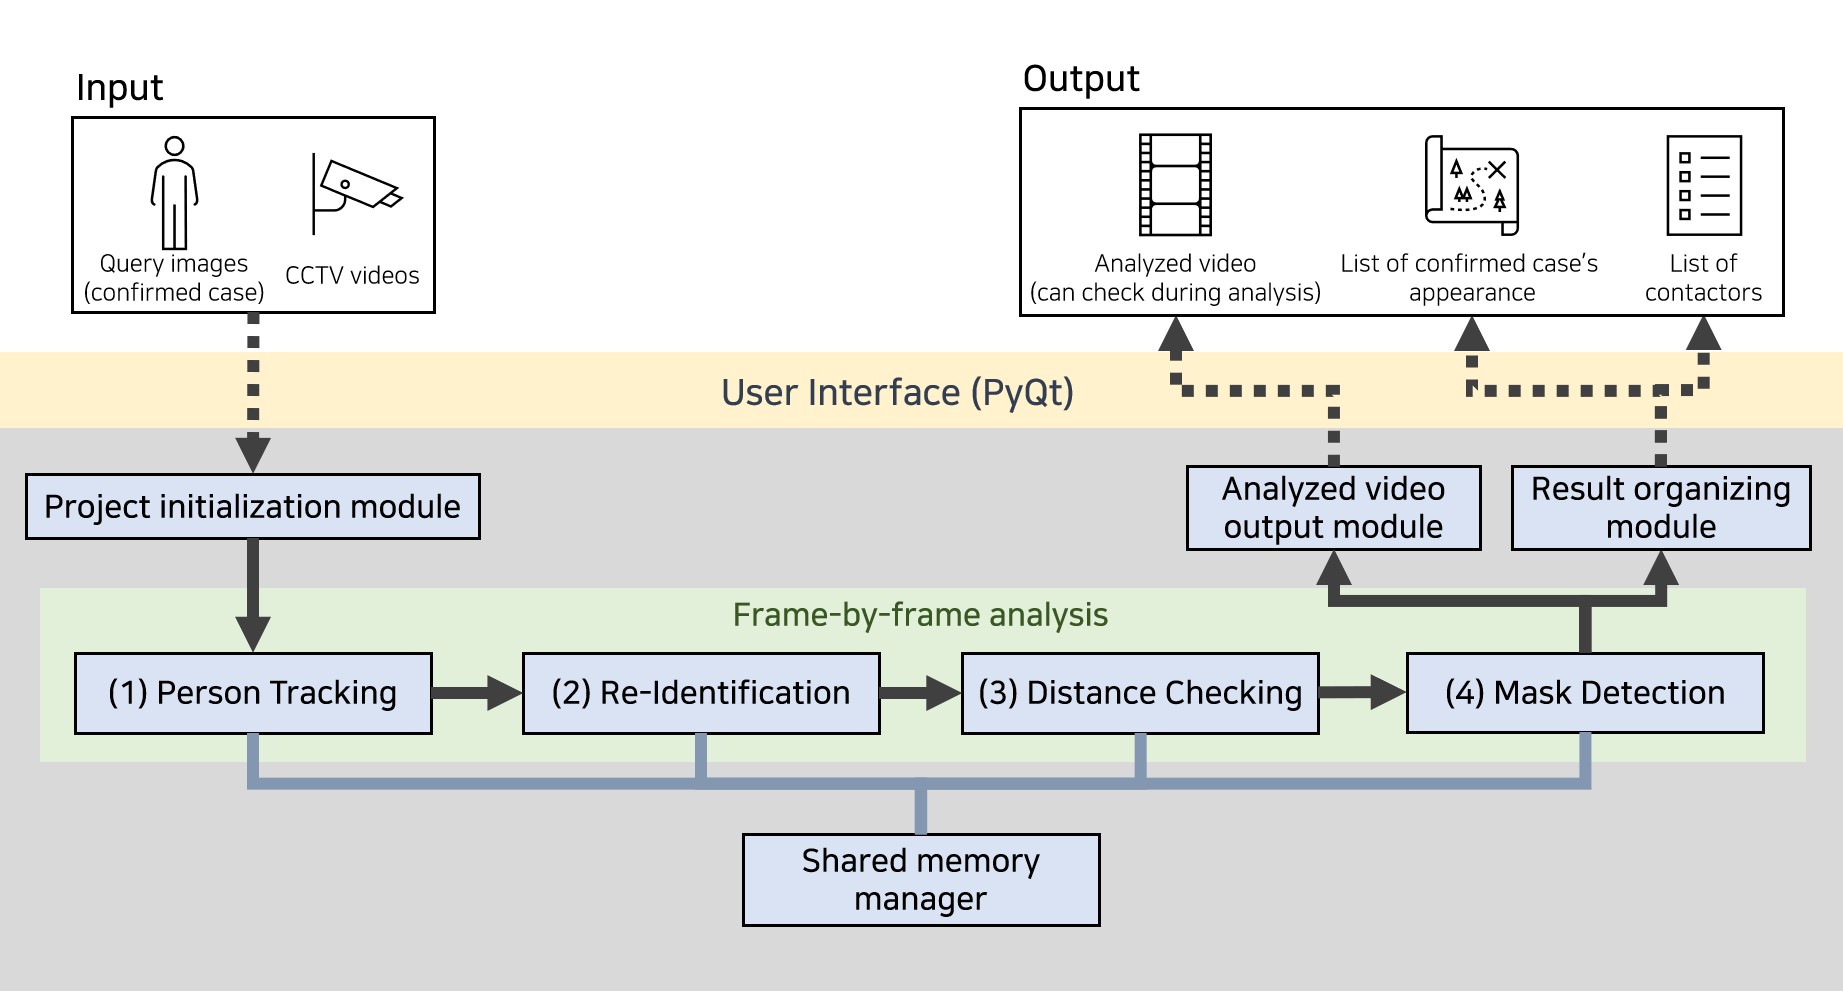 Input
Query images
(confirmed case)
CCTV videos
Output
Analyzed video
(can check during analysis)
List of confirmed case's
appearance
List of
contactors
User Interface (PyQt)
Project initialization module
Analyzed video
output module
Result organizing
module
Frame-by-frame analysis
(1) Person Tracking
(2) Re-Identification
(3) Distance Checking
(4) Mask Detection
Shared memory
manager